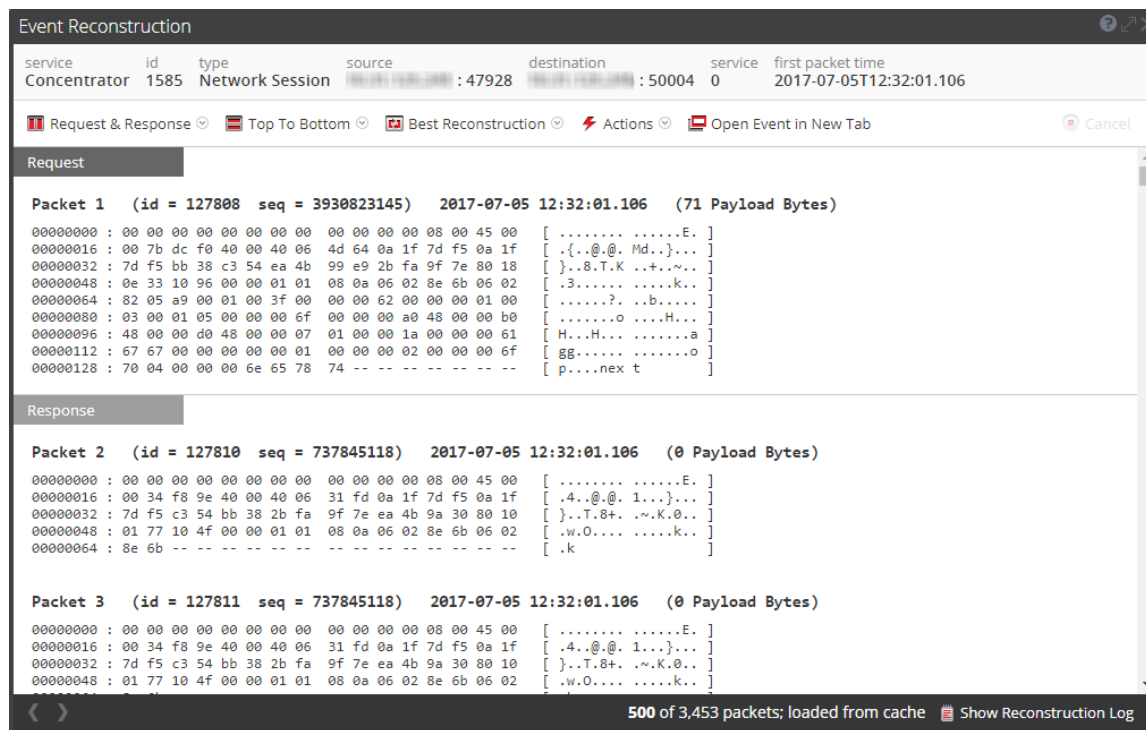 Event Reconstruction
service id type source destination service first packet time
Concentrator 1585 Network Session : 47928 : 50004 0 2017-07-05T12:32:01.106
Request & Response Top To Bottom Best Reconstruction Actions Open Event in New Tab Cancel
Request
Packet 1 (id = 127808 seq = 3930823145) 2017-07-05 12:32:01.106 (71 Payload Bytes)
00000000 : 00 00 00 00 00 00 00 00 00 00 00 00 08 00 45 00 [ ........ ......E. ]
00000016 : 00 7b dc f0 40 00 40 06 4d 64 0a 1f 7d f5 0a 1f [ .{..@.@. Md..}... ]
00000032 : 7d f5 bb 38 c3 54 ea 4b 99 e9 2b fa 9f 7e 80 18 [ }..8.T.K ..+..~.. ]
00000048 : 0e 33 10 96 00 00 01 01 08 0a 06 02 8e 6b 06 02 [ .3...... .....k.. ]
00000064 : 82 05 a9 00 01 00 3f 00 00 00 62 00 00 00 01 00 [ ......?. ..b..... ]
00000080 : 03 00 01 05 00 00 00 6f 00 00 00 a0 48 00 00 b0 [ .......o ....H... ]
00000096 : 48 00 00 d0 48 00 00 07 01 00 00 1a 00 00 00 61 [ H...H... .......a ]
00000112 : 67 67 00 00 00 00 00 01 00 00 00 02 00 00 00 6f [ gg...... .......o ]
00000128 : 70 04 00 00 00 6e 65 78 74 -- -- -- -- -- -- -- [ p....nex t ]
Response
Packet 2 (id = 127810 seq = 737845118) 2017-07-05 12:32:01.106 (0 Payload Bytes)
00000000 : 00 00 00 00 00 00 00 00 00 00 00 00 08 00 45 00 [ ........ ......E. ]
00000016 : 00 34 f8 9e 40 00 40 06 31 fd 0a 1f 7d f5 0a 1f [ .4..@.@. 1...}... ]
00000032 : 7d f5 c3 54 bb 38 2b fa 9f 7e ea 4b 9a 30 80 10 [ }..T.8+. .~.K.0.. ]
00000048 : 01 77 10 4f 00 00 01 01 08 0a 06 02 8e 6b 06 02 [ .w.O.... .....k.. ]
00000064 : 8e 6b -- -- -- -- -- -- -- -- -- -- -- -- -- -- [ .k ]
Packet 3 (id = 127811 seq = 737845118) 2017-07-05 12:32:01.106 (0 Payload Bytes)
00000000 : 00 00 00 00 00 00 00 00 00 00 00 00 08 00 45 00 [ ........ ......E. ]
00000016 : 00 34 f8 9e 40 00 40 06 31 fd 0a 1f 7d f5 0a 1f [ .4..@.@. 1...}... ]
00000032 : 7d f5 c3 54 bb 38 2b fa 9f 7e ea 4b 9a 30 80 10 [ }..T.8+. .~.K.0.. ]
00000048 : 01 77 10 4f 00 00 01 01 08 0a 06 02 8e 6b 06 02 [ .w.O.... .....k.. ]
500 of 3,453 packets; loaded from cache Show Reconstruction Log